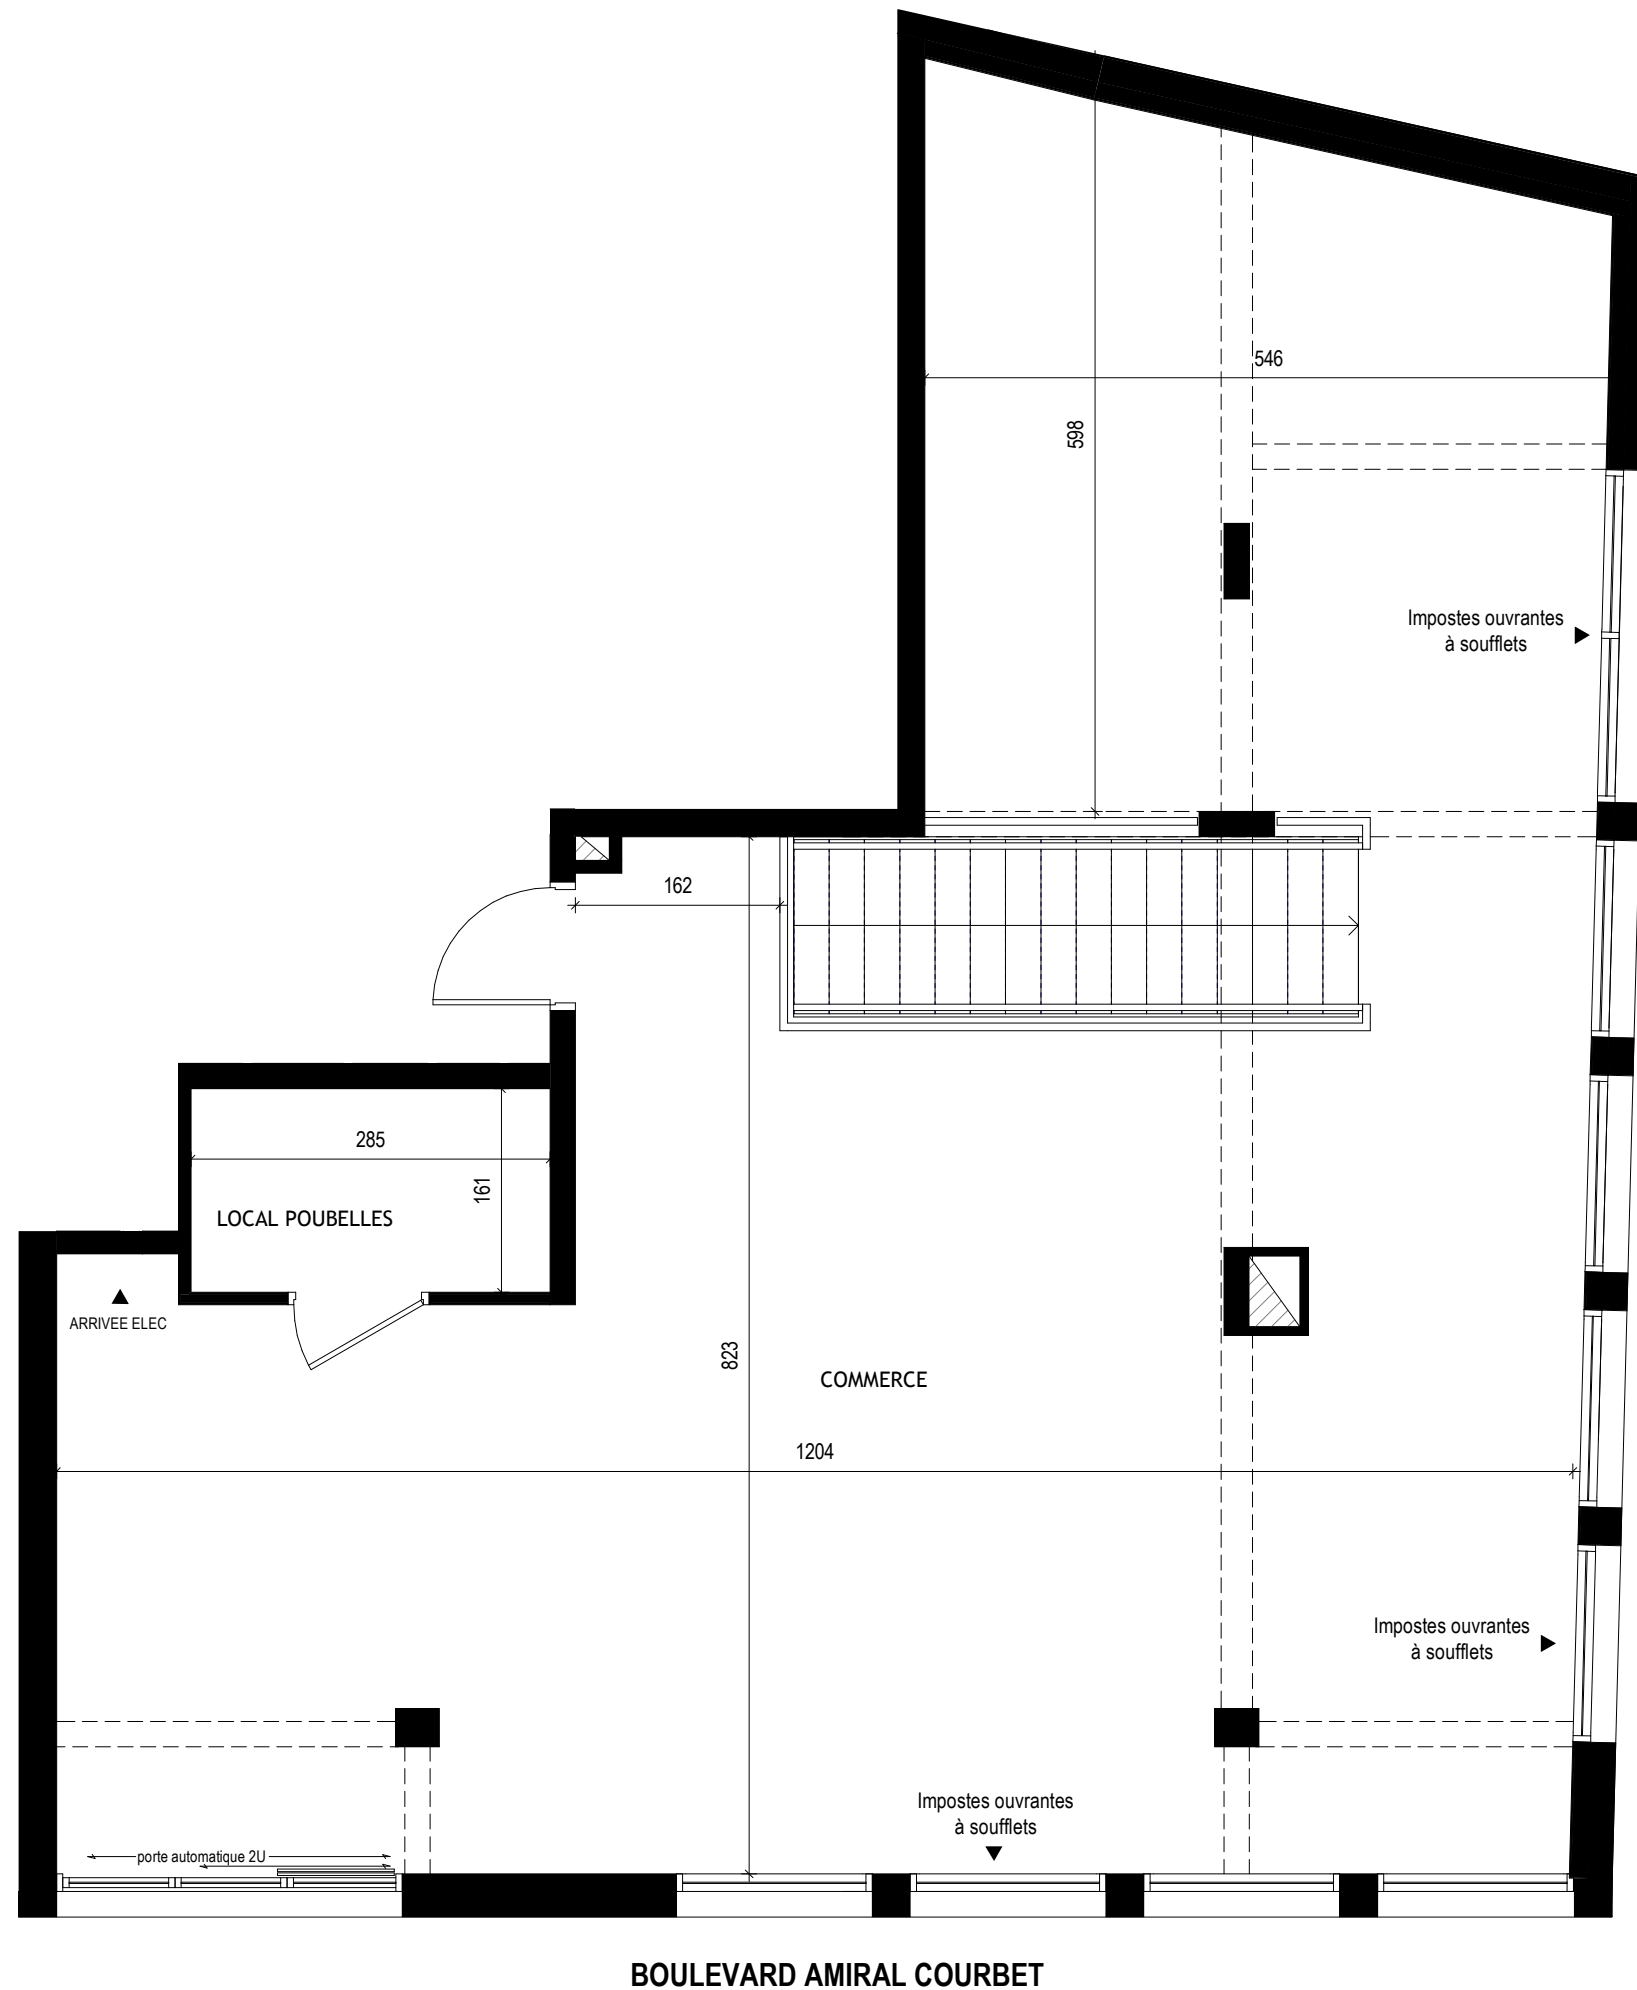 546
598
Impostes ouvrantes
à soufflets
162
285
161
LOCAL POUBELLES
ARRIVEE ELEC
823
COMMERCE
1204
Impostes ouvrantes
à soufflets
Impostes ouvrantes
à soufflets
porte automatique 2U
BOULEVARD AMIRAL COURBET